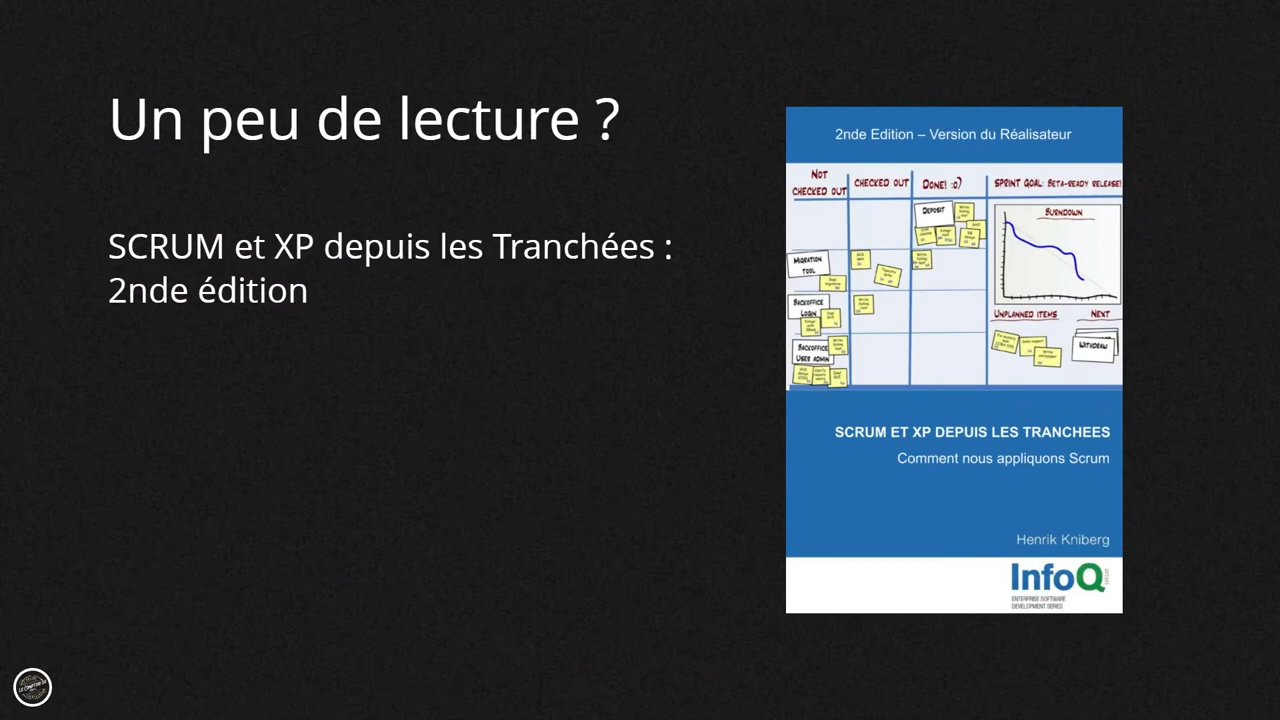 Un peu de lecture ?
SCRUM et XP depuis les Tranchées :
2nde édition
2nde Edition – Version du Réalisateur
NOT
CHECKED OUT
CHECKED OUT
DONE! :o)
SPRINT GOAL: BETA-READY RELEASE!
DEPOSIT
BURNDOWN
MIGRATION
TOOL
BACKOFFICE
LOGIN
BACKOFFICE
USER ADMIN
UNPLANNED ITEMS
NEXT
WITHDRAW
SCRUM ET XP DEPUIS LES TRANCHEES
Comment nous appliquons Scrum
Henrik Kniberg
InfoQ
ENTERPRISE SOFTWARE
DEVELOPMENT SERIES